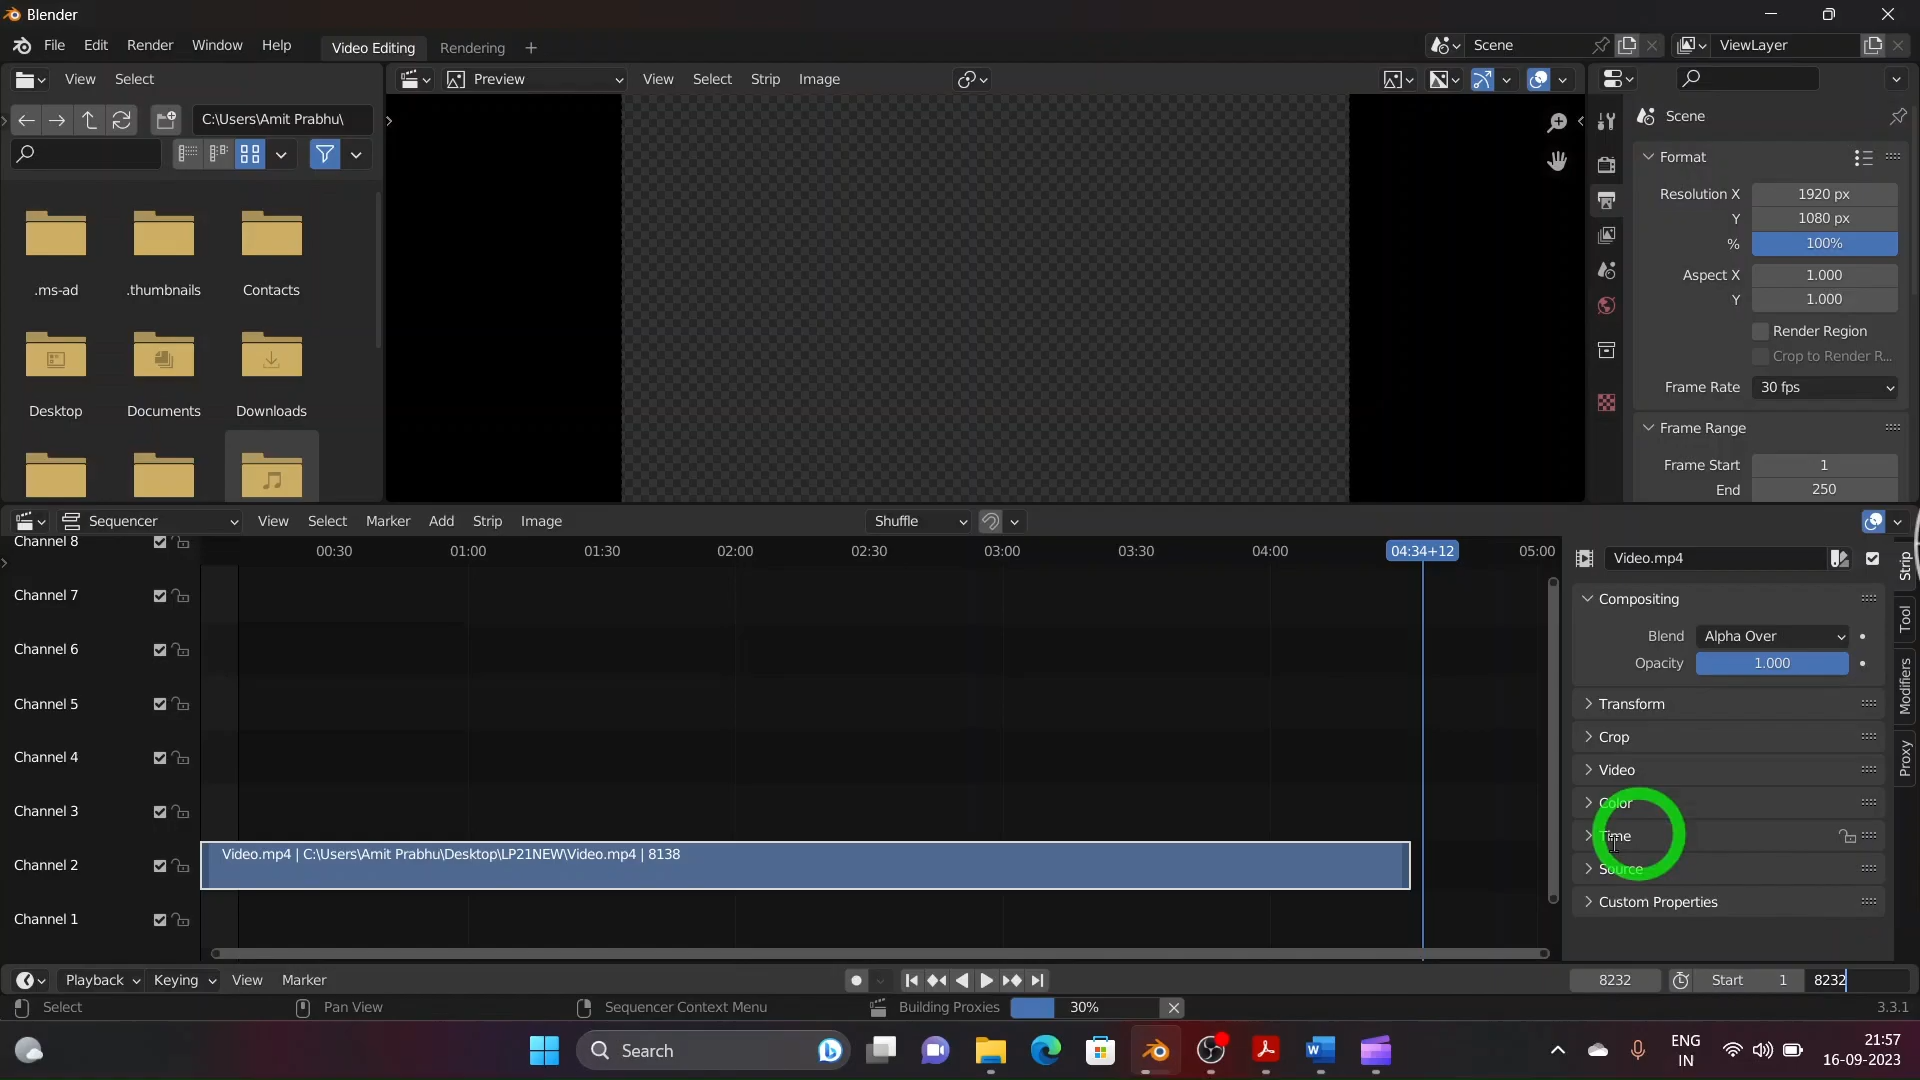 Blender
File Edit Render Window Help Video Editing Rendering + Scene ViewLayer
View Select Preview View Select Strip Image
C:\Users\Amit Prabhu\
Scene
Format
Resolution X 1920 px
Y 1080 px
% 100%
Aspect X 1.000
Y 1.000
Render Region
Crop to Render R...
Frame Rate 30 fps
Frame Range
Frame Start 1
End 250
.ms-ad .thumbnails Contacts
Desktop Documents Downloads
Sequencer View Select Marker Add Strip Image Shuffle
00:30 01:00 01:30 02:00 02:30 03:00 03:30 04:00 04:34+12 05:00
Channel 8
Channel 7
Channel 6
Channel 5
Channel 4
Channel 3
Channel 2
Channel 1
Video.mp4 | C:\Users\Amit Prabhu\Desktop\LP21NEW\Video.mp4 | 8138
Video.mp4
Compositing
Blend Alpha Over
Opacity 1.000
Transform
Crop
Video
Color
Time
Source
Custom Properties
Strip
Tool
Modifiers
Proxy
Playback Keying View Marker 8232 Start 1 8232
Select Pan View Sequencer Context Menu Building Proxies 30% 3.3.1
Search
ENG
IN
21:57
16-09-2023